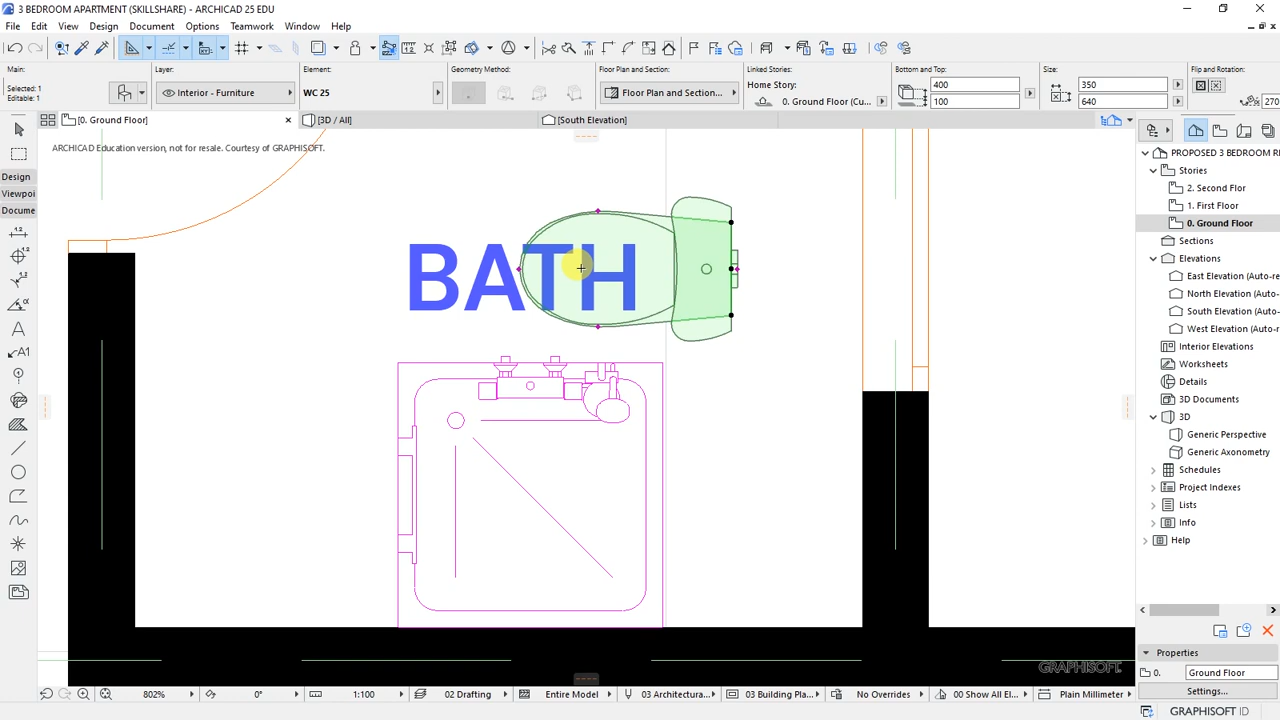 3 BEDROOM APARTMENT (SKILLSHARE) - ARCHICAD 25 EDU
File Edit View Design Document Options Teamwork Window Help
Main:
Selected: 1
Editable: 1
Layer:
Interior - Furniture
Element:
WC 25
Geometry Method:
Floor Plan and Section:
Floor Plan and Section...
Linked Stories:
Home Story:
0. Ground Floor (Cu...
Bottom and Top:
400
100
Size:
350
640
Flip and Rotation:
270
[0. Ground Floor]
[3D / All]
[South Elevation]
ARCHICAD Education version, not for resale. Courtesy of GRAPHISOFT.
Design
Viewpoi
Docume
BATH
PROPOSED 3 BEDROOM RE
Stories
2. Second Flor
1. First Floor
0. Ground Floor
Sections
Elevations
East Elevation (Auto-
North Elevation (Auto-
South Elevation (Auto-
West Elevation (Auto-
Interior Elevations
Worksheets
Details
3D Documents
3D
Generic Perspective
Generic Axonometry
Schedules
Project Indexes
Lists
Info
Help
Properties
0.
Ground Floor
Settings...
GRAPHISOFT.
802%
0°
1:100
02 Drafting
Entire Model
03 Architectura...
03 Building Pla...
No Overrides
00 Show All El...
Plain Millimeter
GRAPHISOFT ID